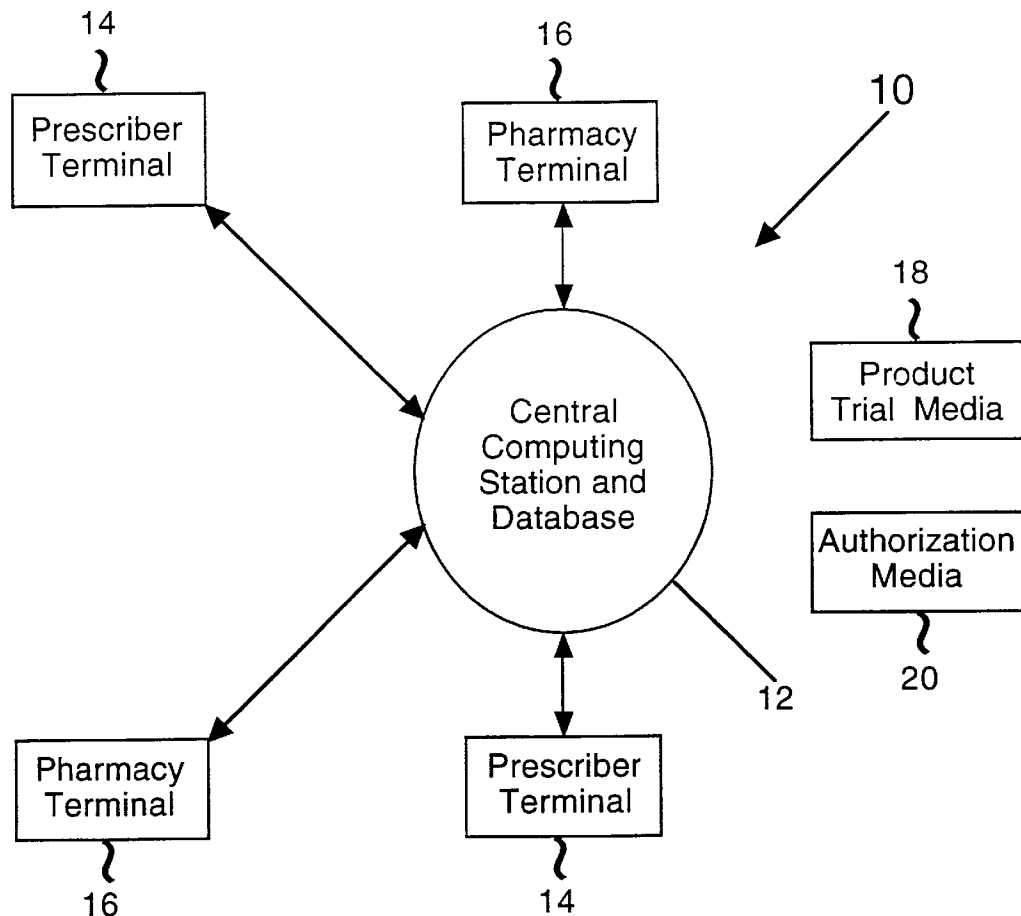 14
Prescriber
Terminal
16
Pharmacy
Terminal
10
18
Product
Trial Media
Central
Computing
Station and
Database
Authorization
Media
20
12
Pharmacy
Terminal
16
Prescriber
Terminal
14